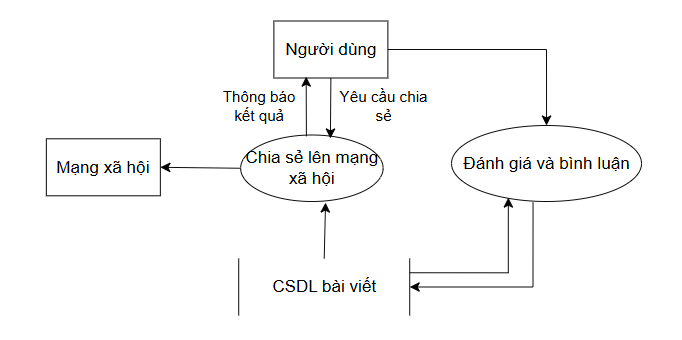 Người dùng
Thông báo
kết quả
Yêu cầu chia
sẻ
Mạng xã hội
Chia sẻ lên mạng
xã hội
Đánh giá và bình luận
CSDL bài viết